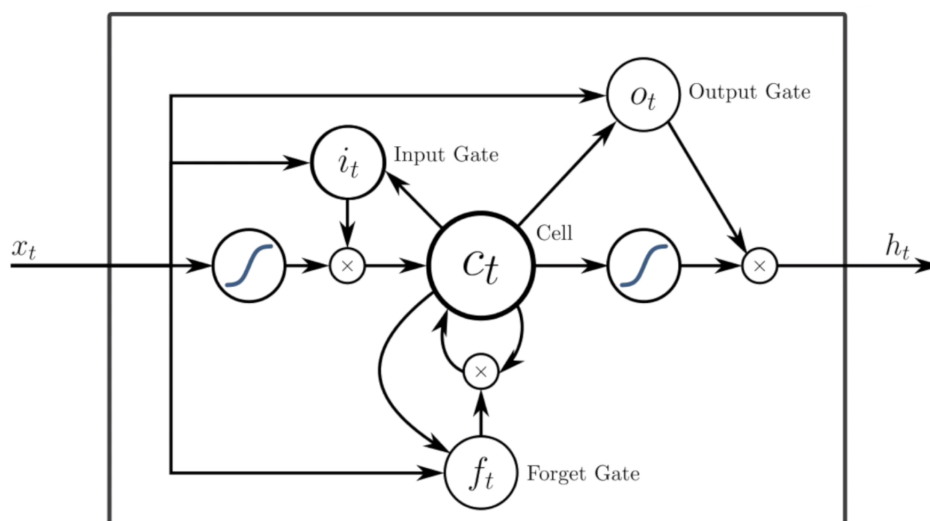 o_t Output Gate
i_t Input Gate
x_t
Cell
h_t
×
c_t
×
×
f_t Forget Gate